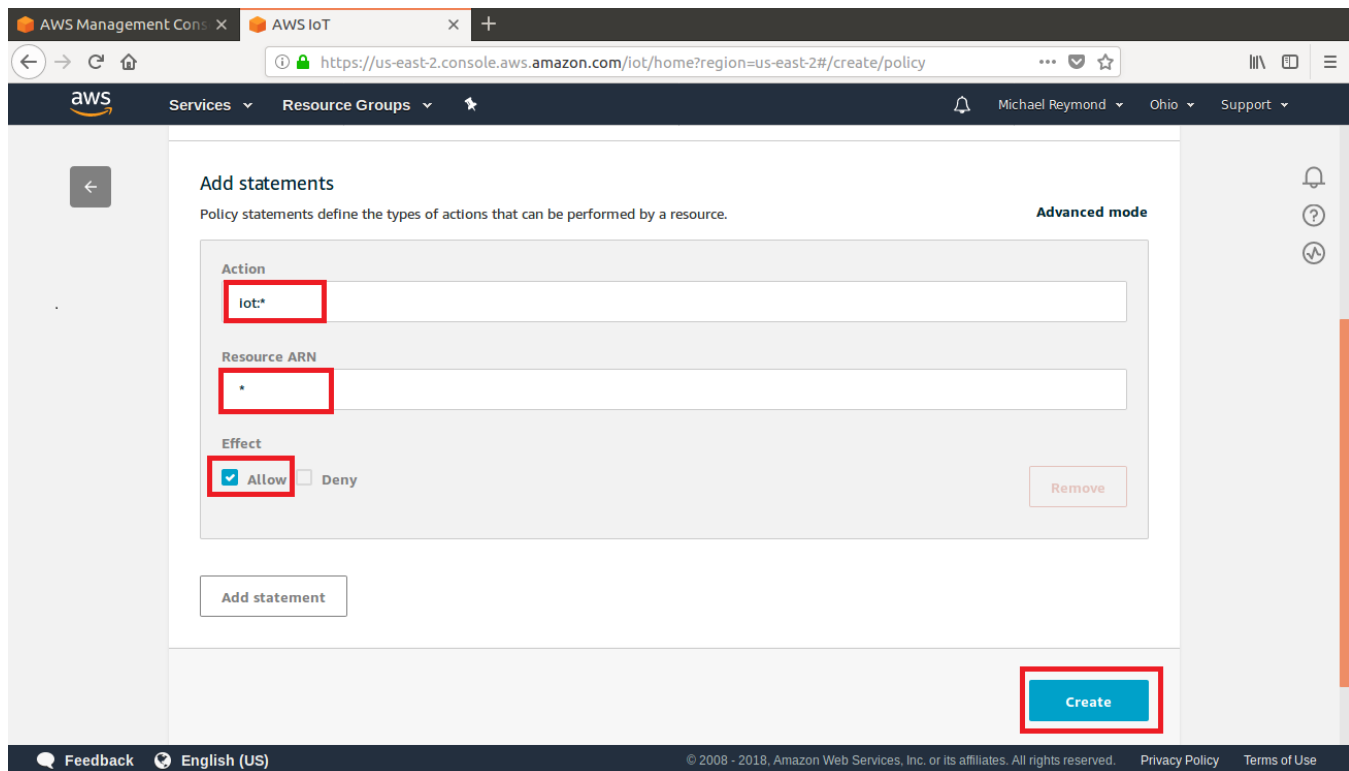 AWS Management Cons
AWS IoT
https://us-east-2.console.aws.amazon.com/iot/home?region=us-east-2#/create/policy
aws
Services
Resource Groups
Michael Reymond
Ohio
Support
Add statements
Policy statements define the types of actions that can be performed by a resource.
Advanced mode
Action
iot:*
Resource ARN
*
Effect
Allow
Deny
Remove
Add statement
Create
Feedback
English (US)
© 2008 - 2018, Amazon Web Services, Inc. or its affiliates. All rights reserved.
Privacy Policy
Terms of Use